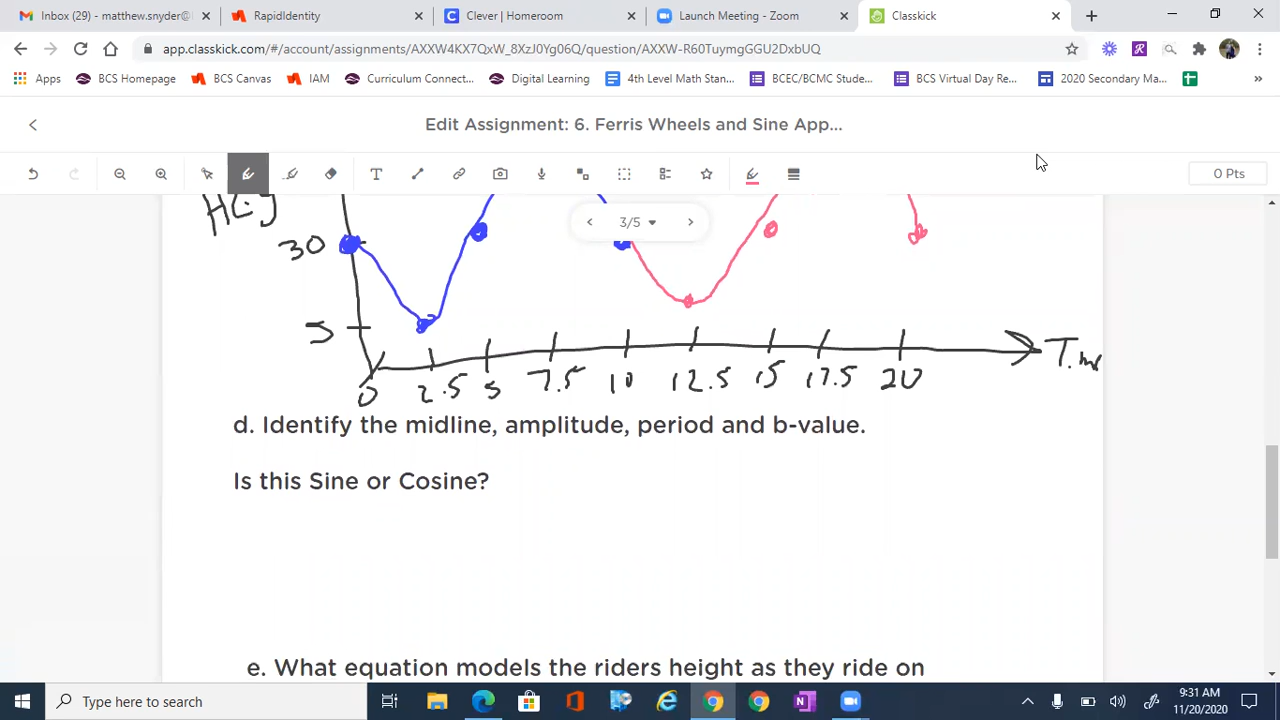 Inbox (29) - matthew.snyder@
RapidIdentity
Clever | Homeroom
Launch Meeting - Zoom
Classkick
app.classkick.com/#/account/assignments/AXXW4KX7QxW_8XzJ0Yg06Q/question/AXXW-R60TuymgGGU2DxbUQ
Apps BCS Homepage BCS Canvas IAM Curriculum Connect... Digital Learning 4th Level Math Stan... BCEC/BCMC Stude... BCS Virtual Day Re... 2020 Secondary Ma... »
Edit Assignment: 6. Ferris Wheels and Sine App...
0 Pts
3/5
30
5
0 2.5 5 7.5 10 12.5 15 17.5 20
d. Identify the midline, amplitude, period and b-value.
Is this Sine or Cosine?
e. What equation models the riders height as they ride on
Type here to search
9:31 AM
11/20/2020